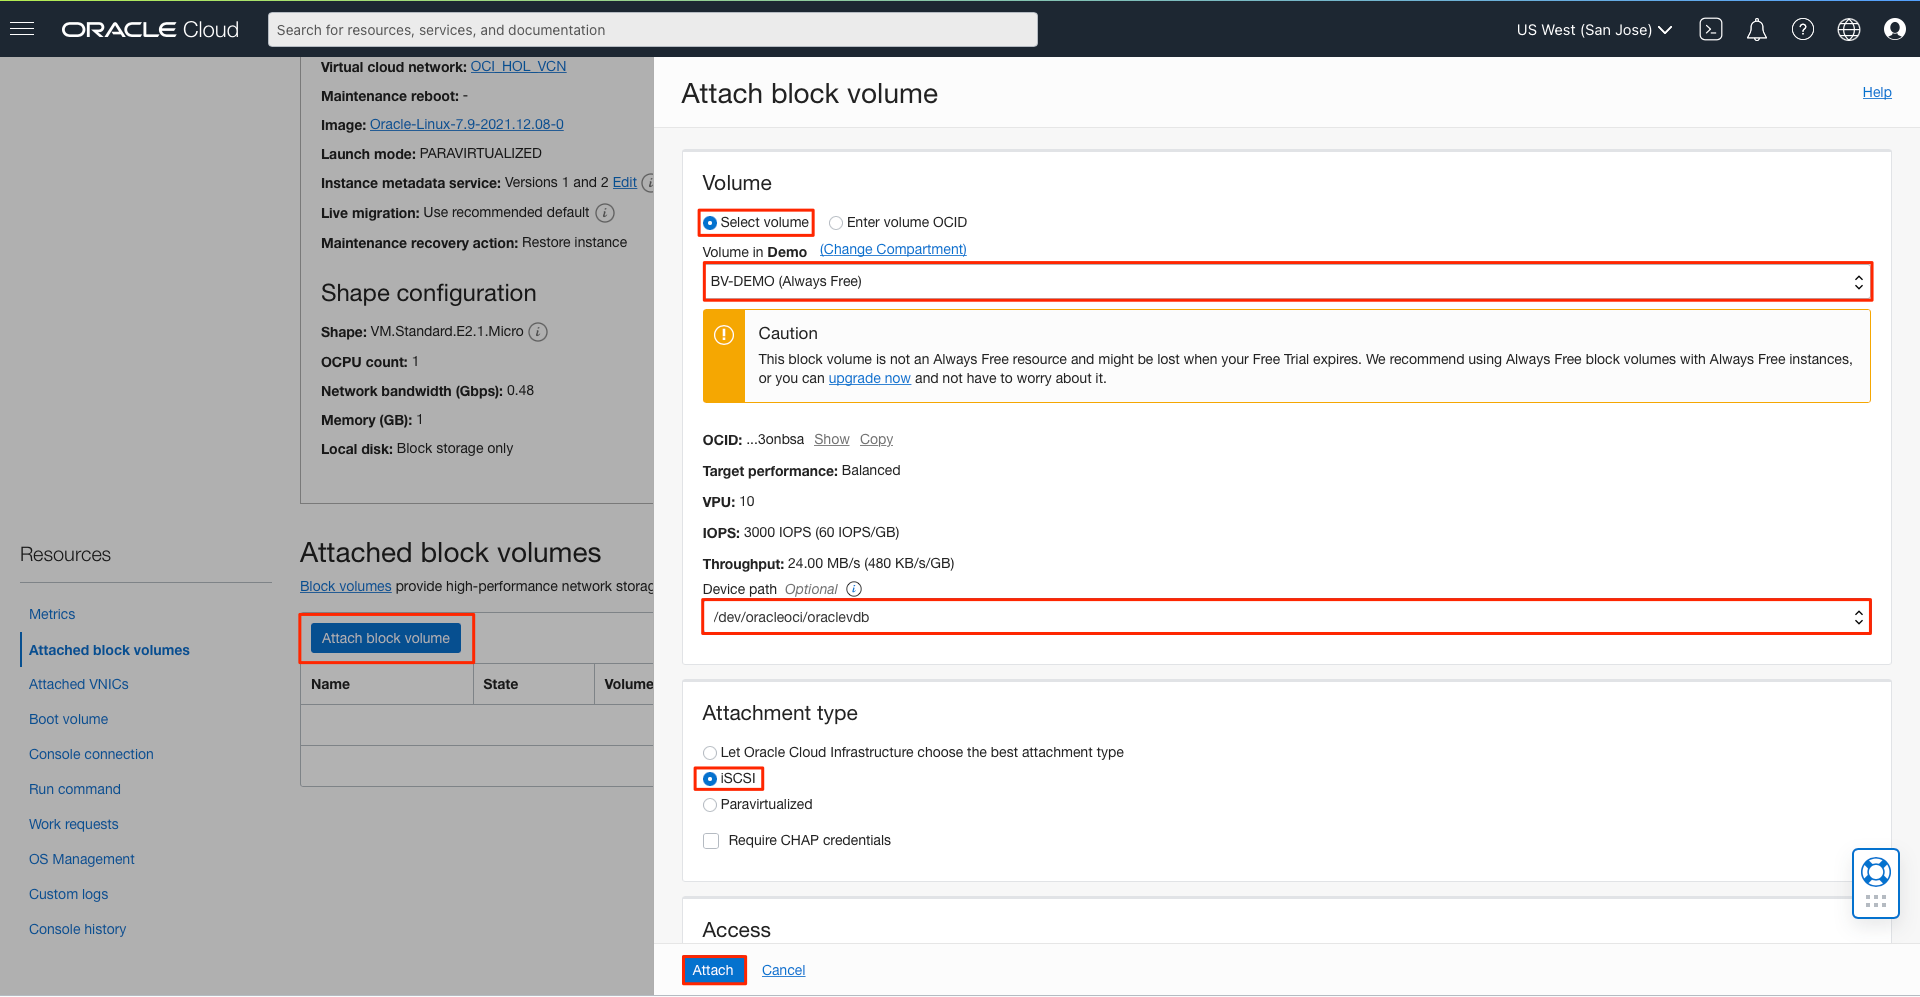 ORACLE Cloud
Search for resources, services, and documentation
US West (San Jose)
Virtual cloud network: OCI_HOL_VCN
Maintenance reboot: -
Image: Oracle-Linux-7.9-2021.12.08-0
Launch mode: PARAVIRTUALIZED
Instance metadata service: Versions 1 and 2 Edit
Live migration: Use recommended default
Maintenance recovery action: Restore instance
Shape configuration
Shape: VM.Standard.E2.1.Micro
OCPU count: 1
Network bandwidth (Gbps): 0.48
Memory (GB): 1
Local disk: Block storage only
Resources
Metrics
Attached block volumes
Attached VNICs
Boot volume
Console connection
Run command
Work requests
OS Management
Custom logs
Console history
Attached block volumes
Block volumes provide high-performance network storag
Attach block volume
Name State Volume
Attach block volume
Help
Volume
Select volume Enter volume OCID
Volume in Demo (Change Compartment)
BV-DEMO (Always Free)
Caution
This block volume is not an Always Free resource and might be lost when your Free Trial expires. We recommend using Always Free block volumes with Always Free instances,
or you can upgrade now and not have to worry about it.
OCID: ...3onbsa Show Copy
Target performance: Balanced
VPU: 10
IOPS: 3000 IOPS (60 IOPS/GB)
Throughput: 24.00 MB/s (480 KB/s/GB)
Device path Optional
/dev/oracleoci/oraclevdb
Attachment type
Let Oracle Cloud Infrastructure choose the best attachment type
iSCSI
Paravirtualized
Require CHAP credentials
Access
Attach Cancel